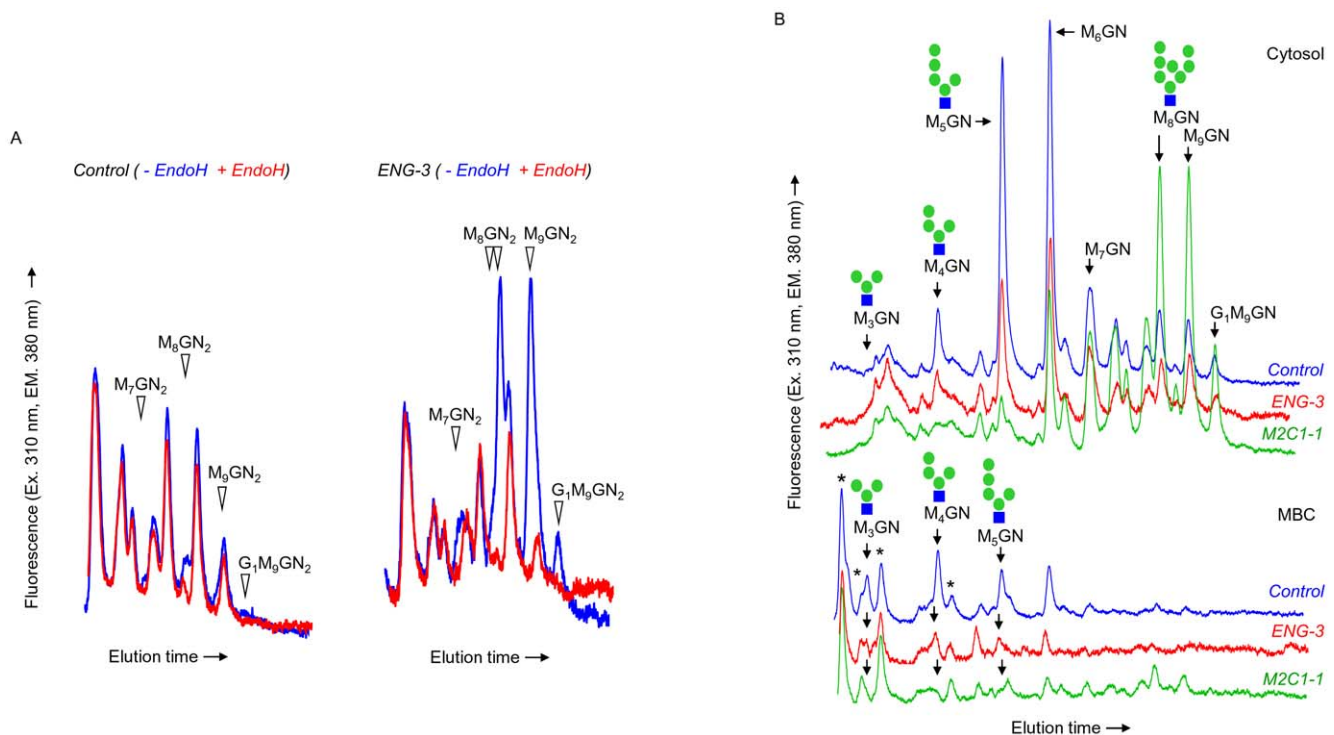 A
Control ( - EndoH + EndoH)
ENG-3 ( - EndoH + EndoH)
Fluorescence (Ex. 310 nm, EM. 380 nm) →
M₇GN₂
M₈GN₂
M₉GN₂
G₁M₉GN₂
M₈GN₂
M₉GN₂
M₇GN₂
G₁M₉GN₂
Elution time →
Elution time →
B
Cytosol
Fluorescence (Ex. 310 nm, EM. 380 nm) →
M₆GN
M₅GN →
M₈GN
M₉GN
M₄GN
M₇GN
M₃GN
G₁M₉GN
Control
ENG-3
M2C1-1
MBC
*
*
*
*
M₃GN
M₄GN
M₅GN
Control
ENG-3
M2C1-1
Elution time →